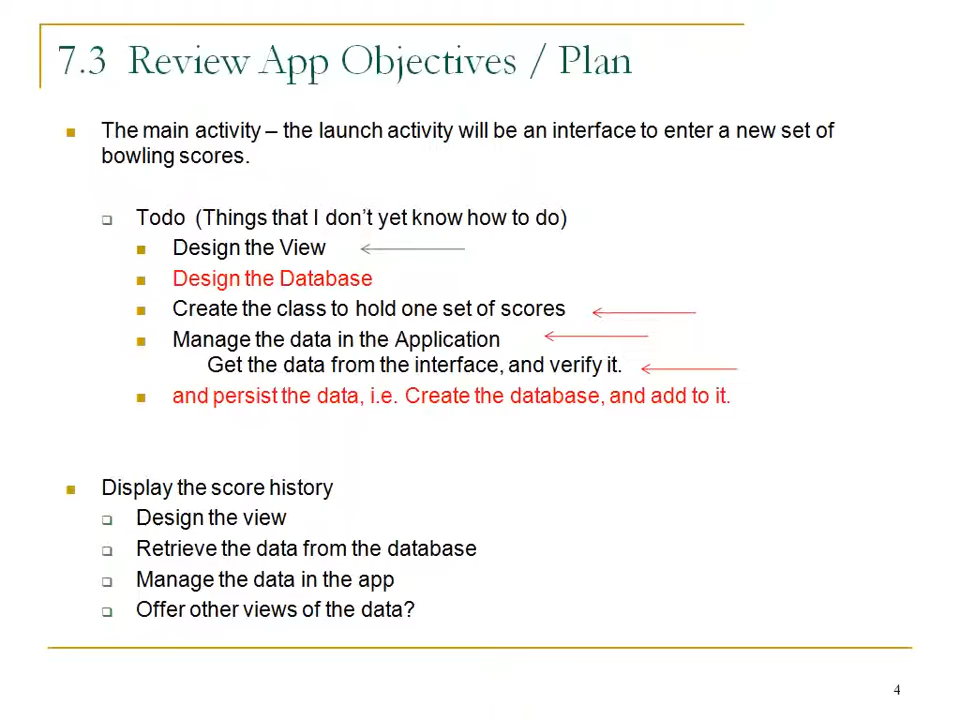 7.3 Review App Objectives / Plan
The main activity – the launch activity will be an interface to enter a new set of
bowling scores.
Todo (Things that I don't yet know how to do)
Design the View
Design the Database
Create the class to hold one set of scores
Manage the data in the Application
Get the data from the interface, and verify it.
and persist the data, i.e. Create the database, and add to it.
Display the score history
Design the view
Retrieve the data from the database
Manage the data in the app
Offer other views of the data?
4